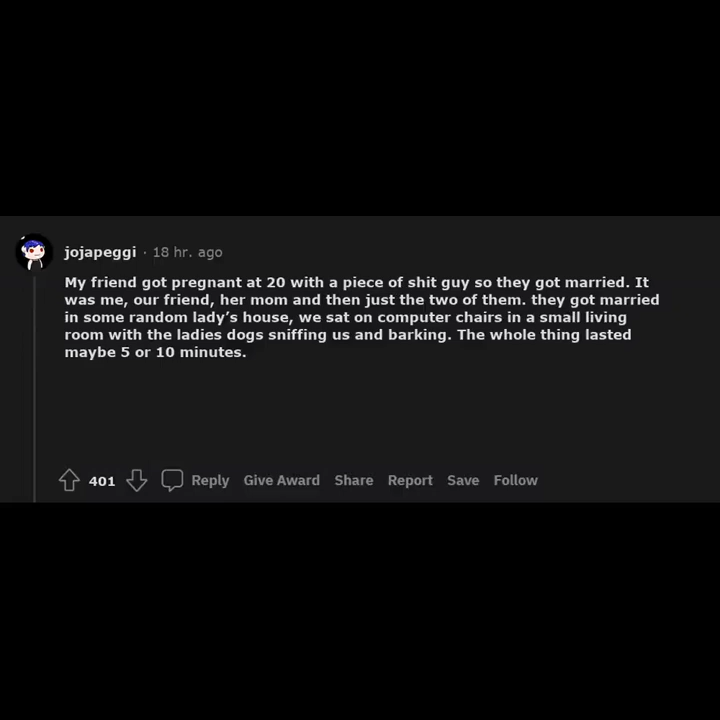 jojapeggi · 18 hr. ago
My friend got pregnant at 20 with a piece of shit guy so they got married. It
was me, our friend, her mom and then just the two of them. they got married
in some random lady’s house, we sat on computer chairs in a small living
room with the ladies dogs sniffing us and barking. The whole thing lasted
maybe 5 or 10 minutes.
401 Reply Give Award Share Report Save Follow